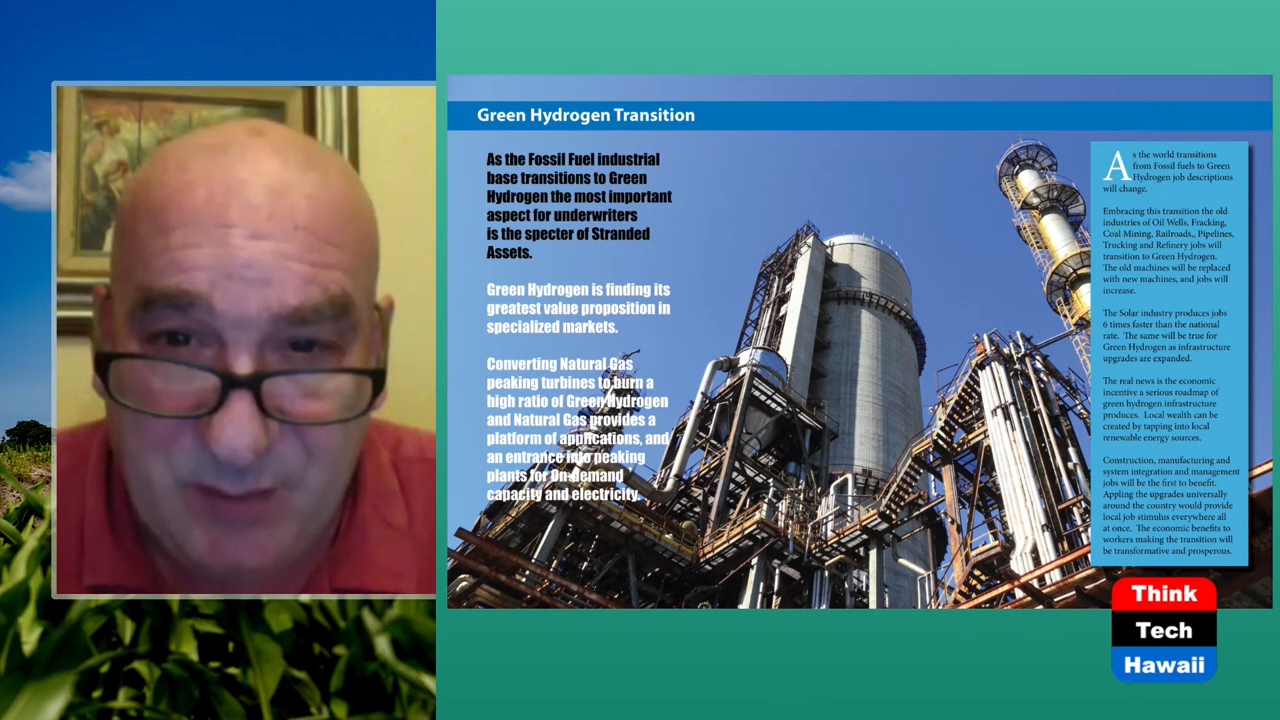 Green Hydrogen Transition
As the Fossil Fuel industrial
base transitions to Green
Hydrogen the most important
aspect for underwriters
is the specter of Stranded
Assets.
Green Hydrogen is finding its
greatest value proposition in
specialized markets.
Converting Natural Gas
peaking turbines to burn a
high ratio of Green Hydrogen
and Natural Gas provides a
platform of applications, and
an entrance into peaking
plants for On-demand
capacity and electricity.
As the world transitions
from Fossil fuels to Green
Hydrogen job descriptions
will change.
Embracing this transition the old
industries of Oil Wells, Fracking,
Coal Mining, Railroads,, Pipelines,
Trucking and Refinery jobs will
transition to Green Hydrogen.
The old machines will be replaced
with new machines, and jobs will
increase.
The Solar industry produces jobs
6 times faster than the national
rate. The same will be true for
Green Hydrogen as infrastructure
upgrades are expanded.
The real news is the economic
incentive a serious roadmap of
green hydrogen infrastructure
produces. Local wealth can be
created by tapping into local
renewable energy sources.
Construction, manufacturing and
system integration and management
jobs will be the first to benefit.
Appling the upgrades universally
around the country would provide
local job stimulus everywhere all
at once. The economic benefits to
workers making the transition will
be transformative and prosperous.
Think
Tech
Hawaii